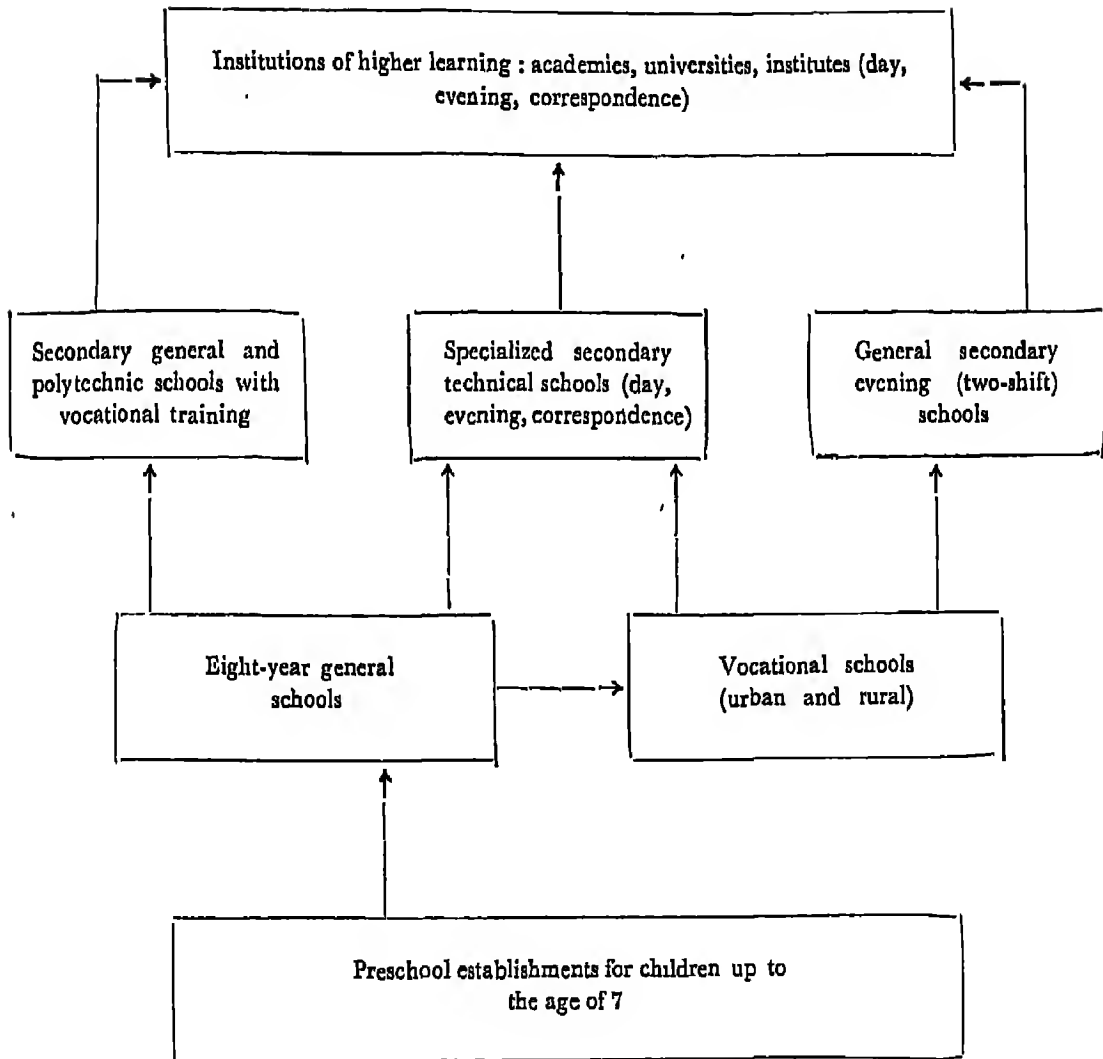 Institutions of higher learning : academies, universities, institutes (day,
evening, correspondence)
Secondary general and
polytechnic schools with
vocational training
Specialized secondary
technical schools (day,
evening, correspondence)
General secondary
evening (two-shift)
schools
Eight-year general
schools
Vocational schools
(urban and rural)
Preschool establishments for children up to
the age of 7